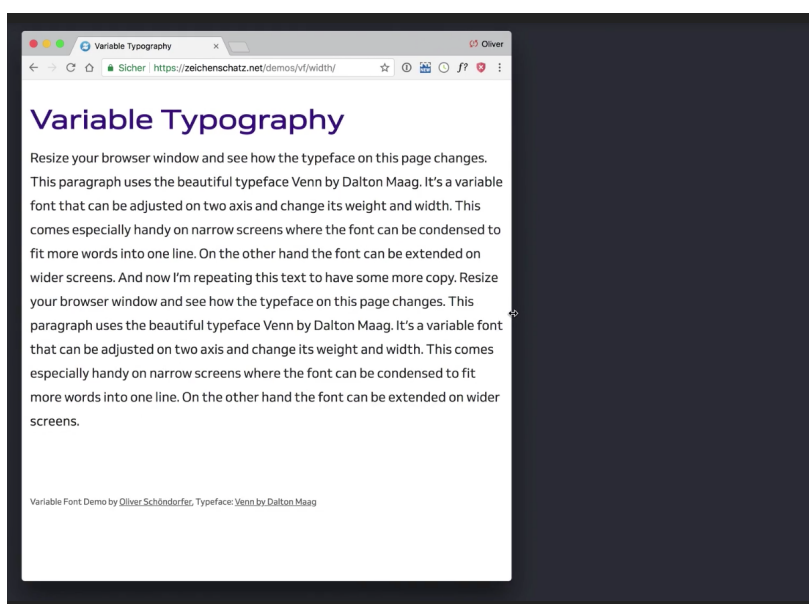 Variable Typography
Oliver
Sicher https://zeichenschatz.net/demos/vf/width/
NEW
f?
Variable Typography
Resize your browser window and see how the typeface on this page changes.
This paragraph uses the beautiful typeface Venn by Dalton Maag. It's a variable
font that can be adjusted on two axis and change its weight and width. This
comes especially handy on narrow screens where the font can be condensed to
fit more words into one line. On the other hand the font can be extended on
wider screens. And now I'm repeating this text to have some more copy. Resize
your browser window and see how the typeface on this page changes. This
paragraph uses the beautiful typeface Venn by Dalton Maag. It's a variable font
that can be adjusted on two axis and change its weight and width. This comes
especially handy on narrow screens where the font can be condensed to fit
more words into one line. On the other hand the font can be extended on wider
screens.
Variable Font Demo by Oliver Schöndorfer, Typeface: Venn by Dalton Maag